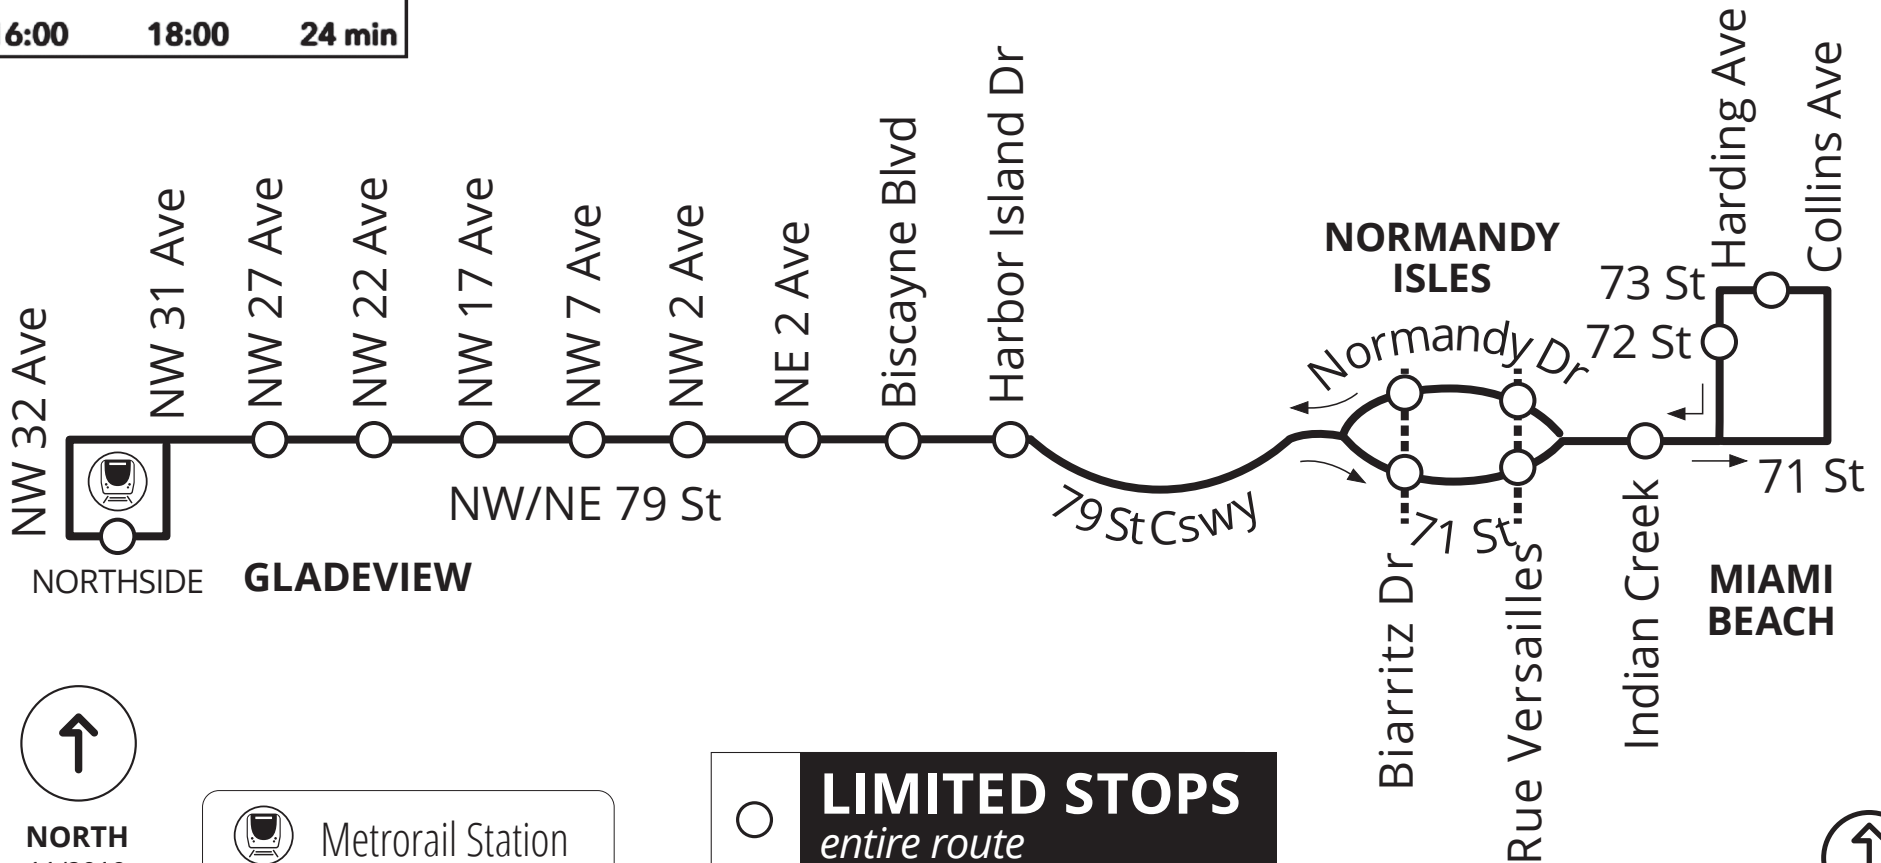 18:00 24 min
NW 32 Ave
NW 31 Ave
NW 27 Ave
NW 22 Ave
NW 17 Ave
NW 7 Ave
NW 2 Ave
NE 2 Ave
Biscayne Blvd
Harbor Island Dr
NORMANDY
ISLES
Harding Ave
Collins Ave
73 St
72 St
Normandy Dr
NW/NE 79 St
79 St Cswy
71 St
71 St
NORTHSIDE
GLADEVIEW
Biarritz Dr
Rue Versailles
Indian Creek
MIAMI
BEACH
NORTH
Metrorail Station
LIMITED STOPS
entire route